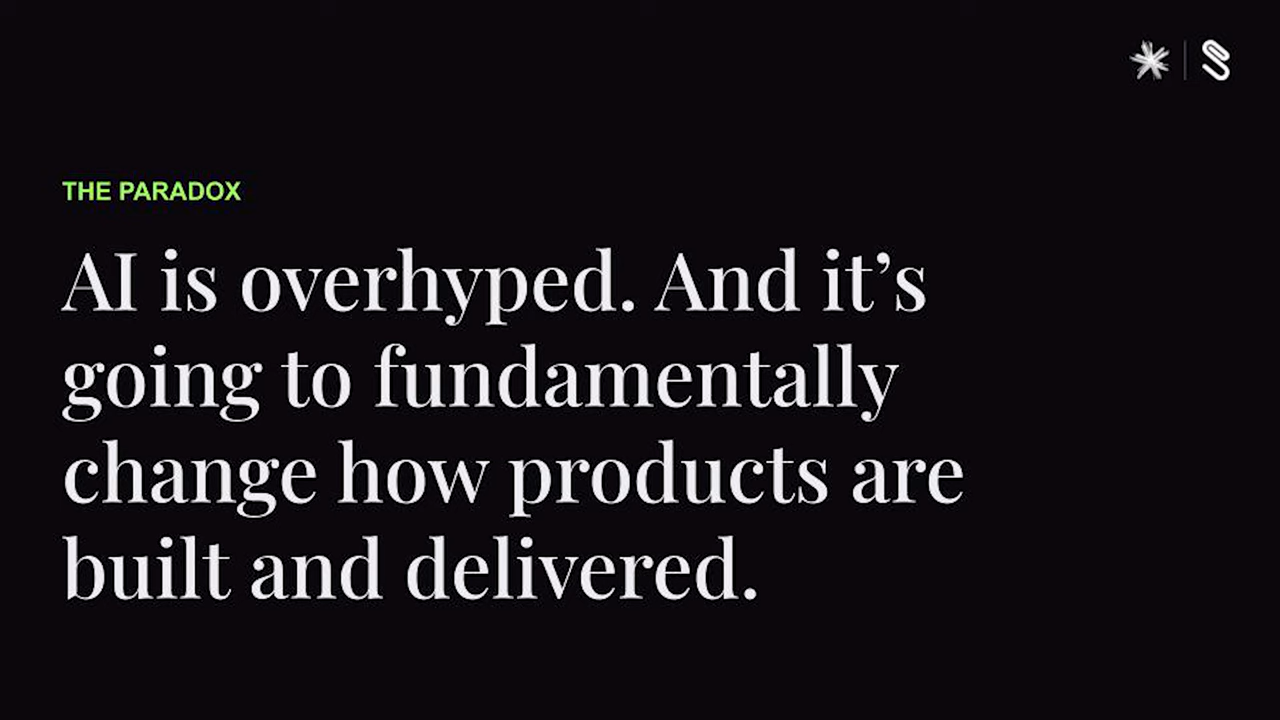 THE PARADOX
AI is overhyped. And it’s
going to fundamentally
change how products are
built and delivered.